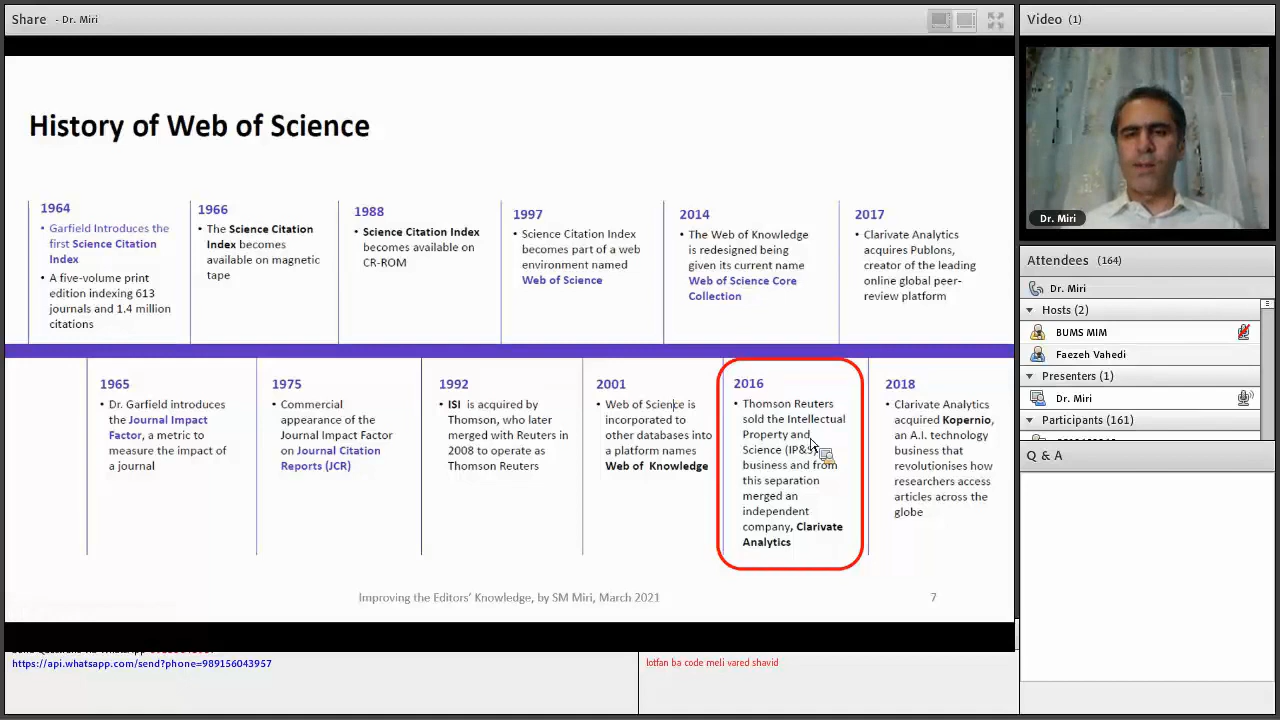 Share - Dr. Miri
History of Web of Science
1964
• Garfield Introduces the
first Science Citation
Index
• A five-volume print
edition indexing 613
journals and 1.4 million
citations
1966
• The Science Citation
Index becomes
available on magnetic
tape
1988
• Science Citation Index
becomes available on
CR-ROM
1997
• Science Citation Index
becomes part of a web
environment named
Web of Science
2014
• The Web of Knowledge
is redesigned being
given its current name
Web of Science Core
Collection
2017
• Clarivate Analytics
acquires Publons,
creator of the leading
online global peer-
review platform
1965
• Dr. Garfield introduces
the Journal Impact
Factor, a metric to
measure the impact of
a journal
1975
• Commercial
appearance of the
Journal Impact Factor
on Journal Citation
Reports (JCR)
1992
• ISI is acquired by
Thomson, who later
merged with Reuters in
2008 to operate as
Thomson Reuters
2001
• Web of Science is
incorporated to
other databases into
a platform names
Web of Knowledge
2016
• Thomson Reuters
sold the Intellectual
Property and
Science (IP&S)
business and from
this separation
merged an
independent
company, Clarivate
Analytics
2018
• Clarivate Analytics
acquired Kopernio,
an A.I. technology
business that
revolutionises how
researchers access
articles across the
globe
Improving the Editors' Knowledge, by SM Miri, March 2021
7
https://api.whatsapp.com/send?phone=989156043957
lotfan ba code meli vared shavid
Video (1)
Dr. Miri
Attendees (164)
Dr. Miri
Hosts (2)
BUMS MIM
Faezeh Vahedi
Presenters (1)
Dr. Miri
Participants (161)
Q & A